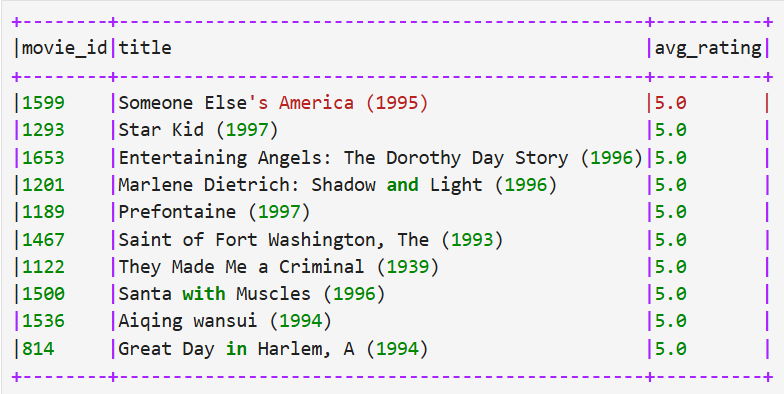 +--------+--------------------------------------------------+----------+
|movie_id|title                                             |avg_rating|
+--------+--------------------------------------------------+----------+
|1599    |Someone Else's America (1995)                     |5.0       |
|1293    |Star Kid (1997)                                   |5.0       |
|1653    |Entertaining Angels: The Dorothy Day Story (1996)|5.0       |
|1201    |Marlene Dietrich: Shadow and Light (1996)         |5.0       |
|1189    |Prefontaine (1997)                                |5.0       |
|1467    |Saint of Fort Washington, The (1993)              |5.0       |
|1122    |They Made Me a Criminal (1939)                    |5.0       |
|1500    |Santa with Muscles (1996)                         |5.0       |
|1536    |Aiqing wansui (1994)                              |5.0       |
|814     |Great Day in Harlem, A (1994)                     |5.0       |
+--------+--------------------------------------------------+----------+